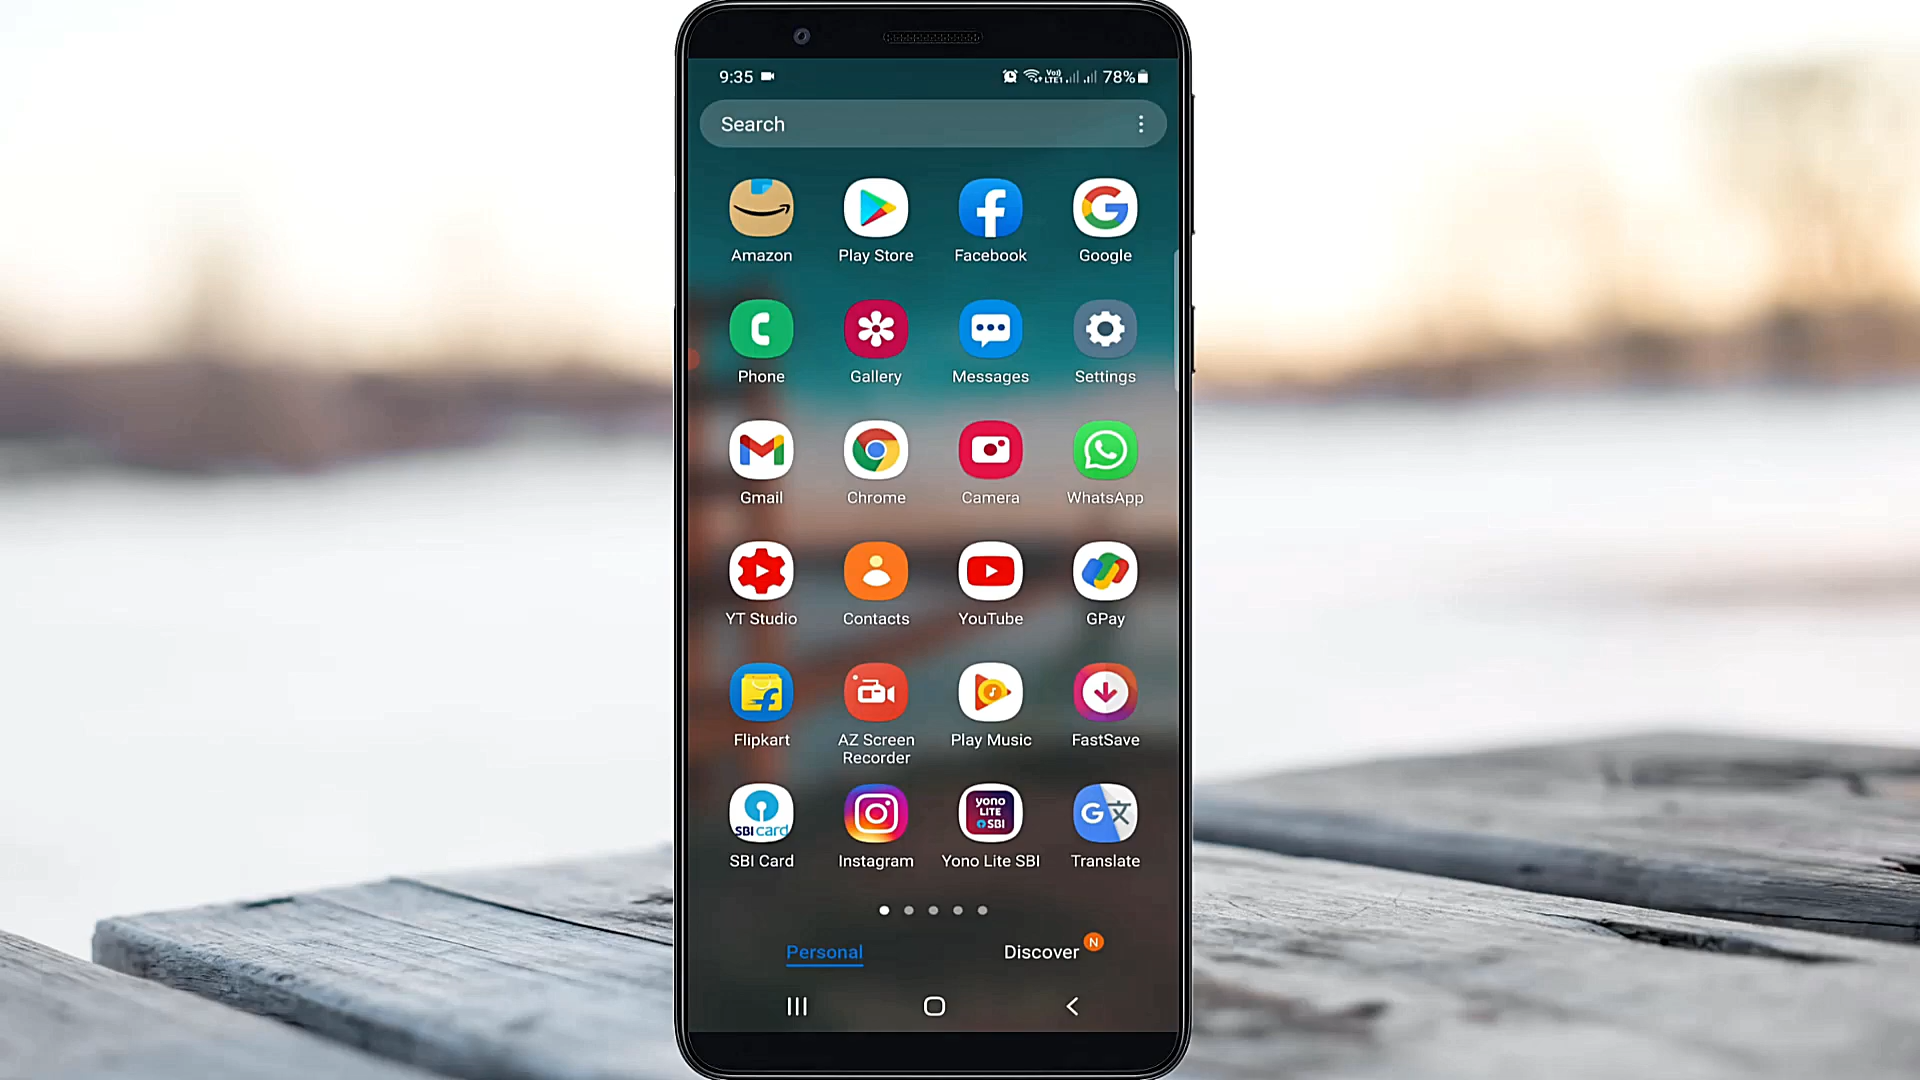 9:35 Vo) LTE1 78%
Search
Amazon Play Store Facebook Google
Phone Gallery Messages Settings
Gmail Chrome Camera WhatsApp
YT Studio Contacts YouTube GPay
Flipkart AZ Screen Recorder Play Music FastSave
SBI card
yono
LITE
SBI
SBI Card Instagram Yono Lite SBI Translate
Personal Discover N